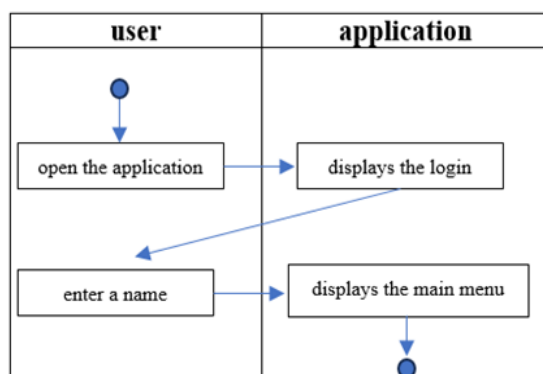 user
application
open the application
displays the login
enter a name
displays the main menu